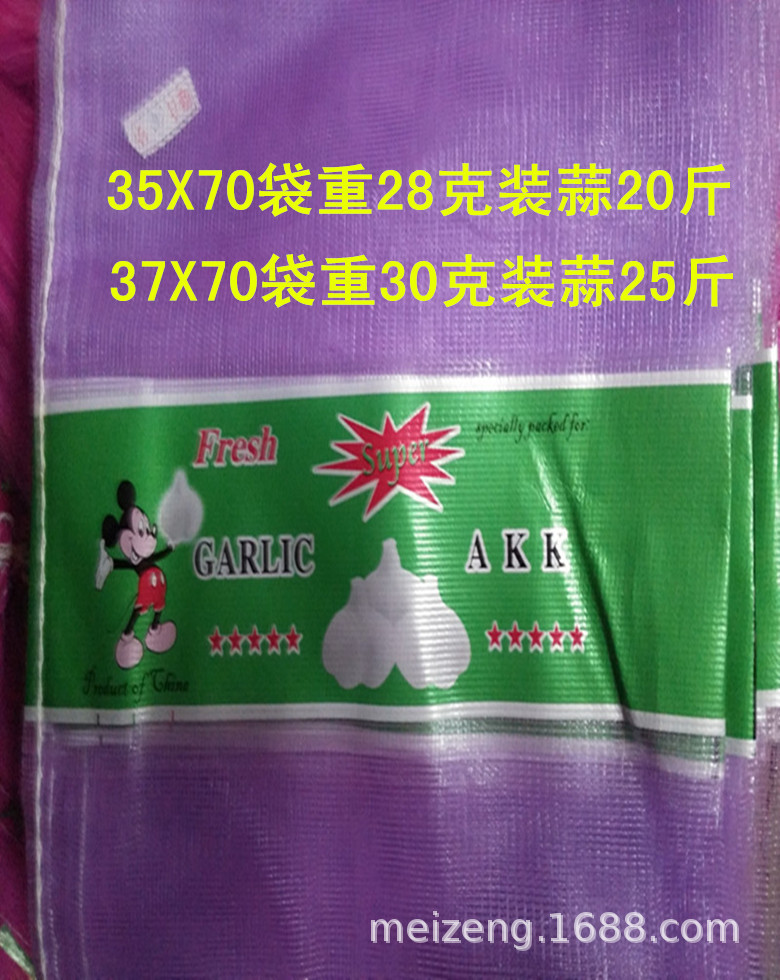 35X70袋重28克装蒜20斤
37X70袋重30克装蒜25斤
Fresh
Super
specially packed for:
GARLIC
AKK
Product of China
meizeng.1688.com